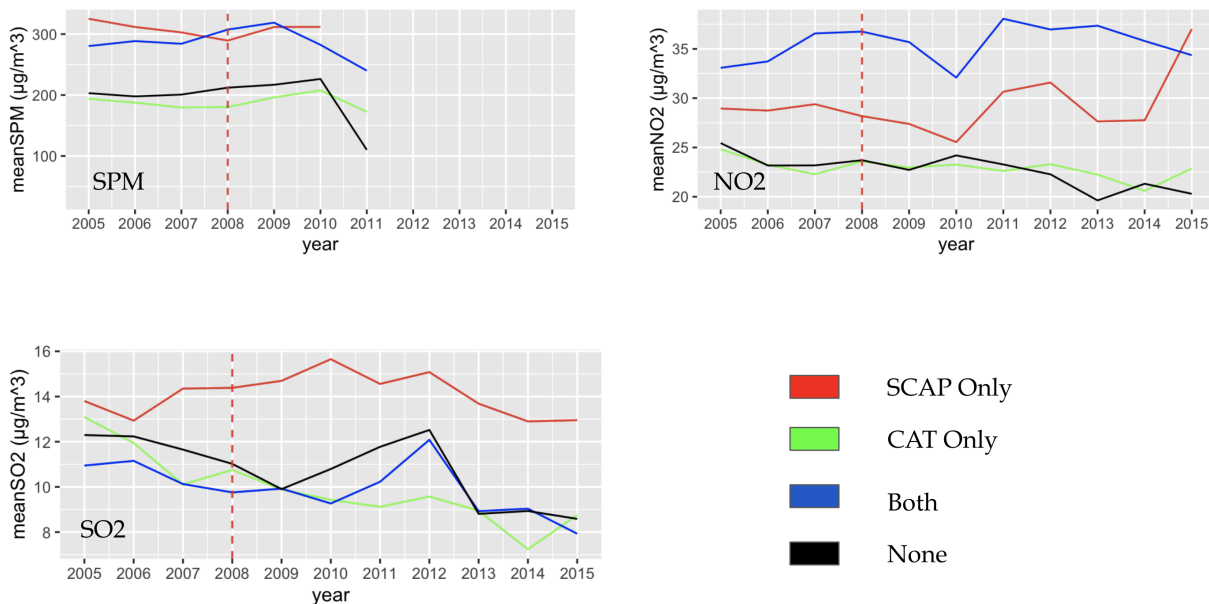 meanSPM (µg/m^3)
300
200
100
SPM
2005 2006 2007 2008 2009 2010 2011 2012 2013 2014 2015
year
meanNO2 (µg/m^3)
35
30
25
20
NO2
2005 2006 2007 2008 2009 2010 2011 2012 2013 2014 2015
year
meanSO2 (µg/m^3)
16
14
12
10
8
SO2
2005 2006 2007 2008 2009 2010 2011 2012 2013 2014 2015
year
SCAP Only
CAT Only
Both
None